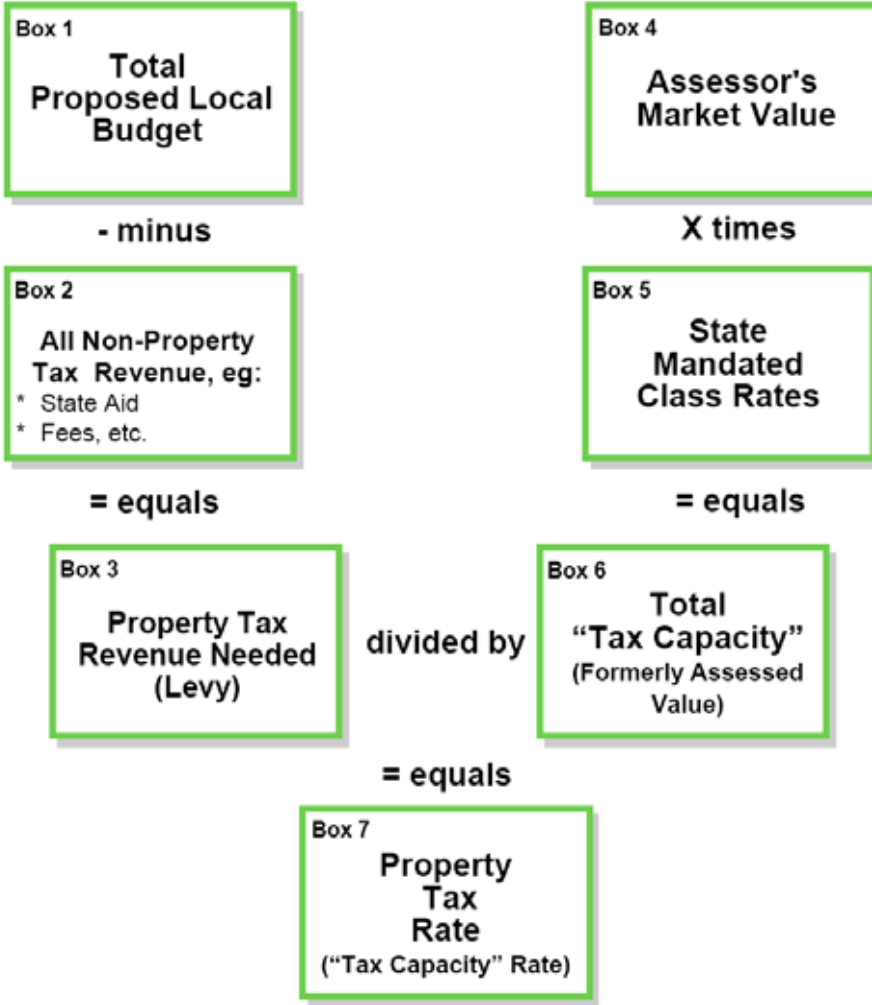 Box 1
Total
Proposed Local
Budget
- minus
Box 2
All Non-Property
Tax Revenue, eg:
* State Aid
* Fees, etc.
= equals
Box 3
Property Tax
Revenue Needed
(Levy)
divided by
Box 4
Assessor's
Market Value
X times
Box 5
State
Mandated
Class Rates
= equals
Box 6
Total
“Tax Capacity”
(Formerly Assessed
Value)
= equals
Box 7
Property
Tax
Rate
(“Tax Capacity” Rate)